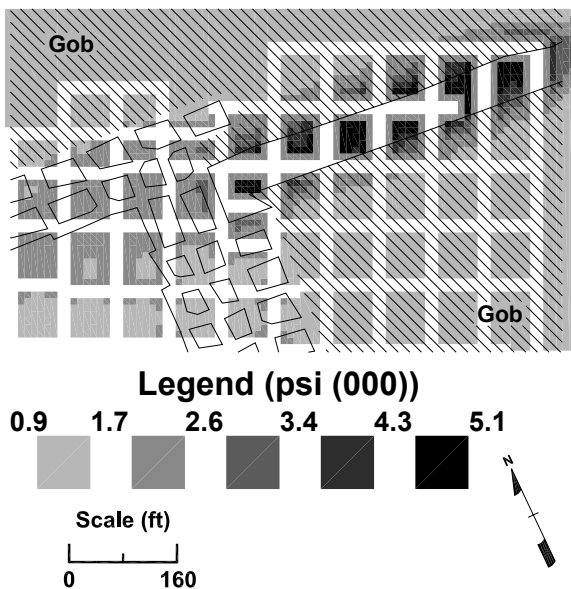 Gob
Gob
Legend (psi (000))
0.9 1.7 2.6 3.4 4.3 5.1
N
Scale (ft)
0 160